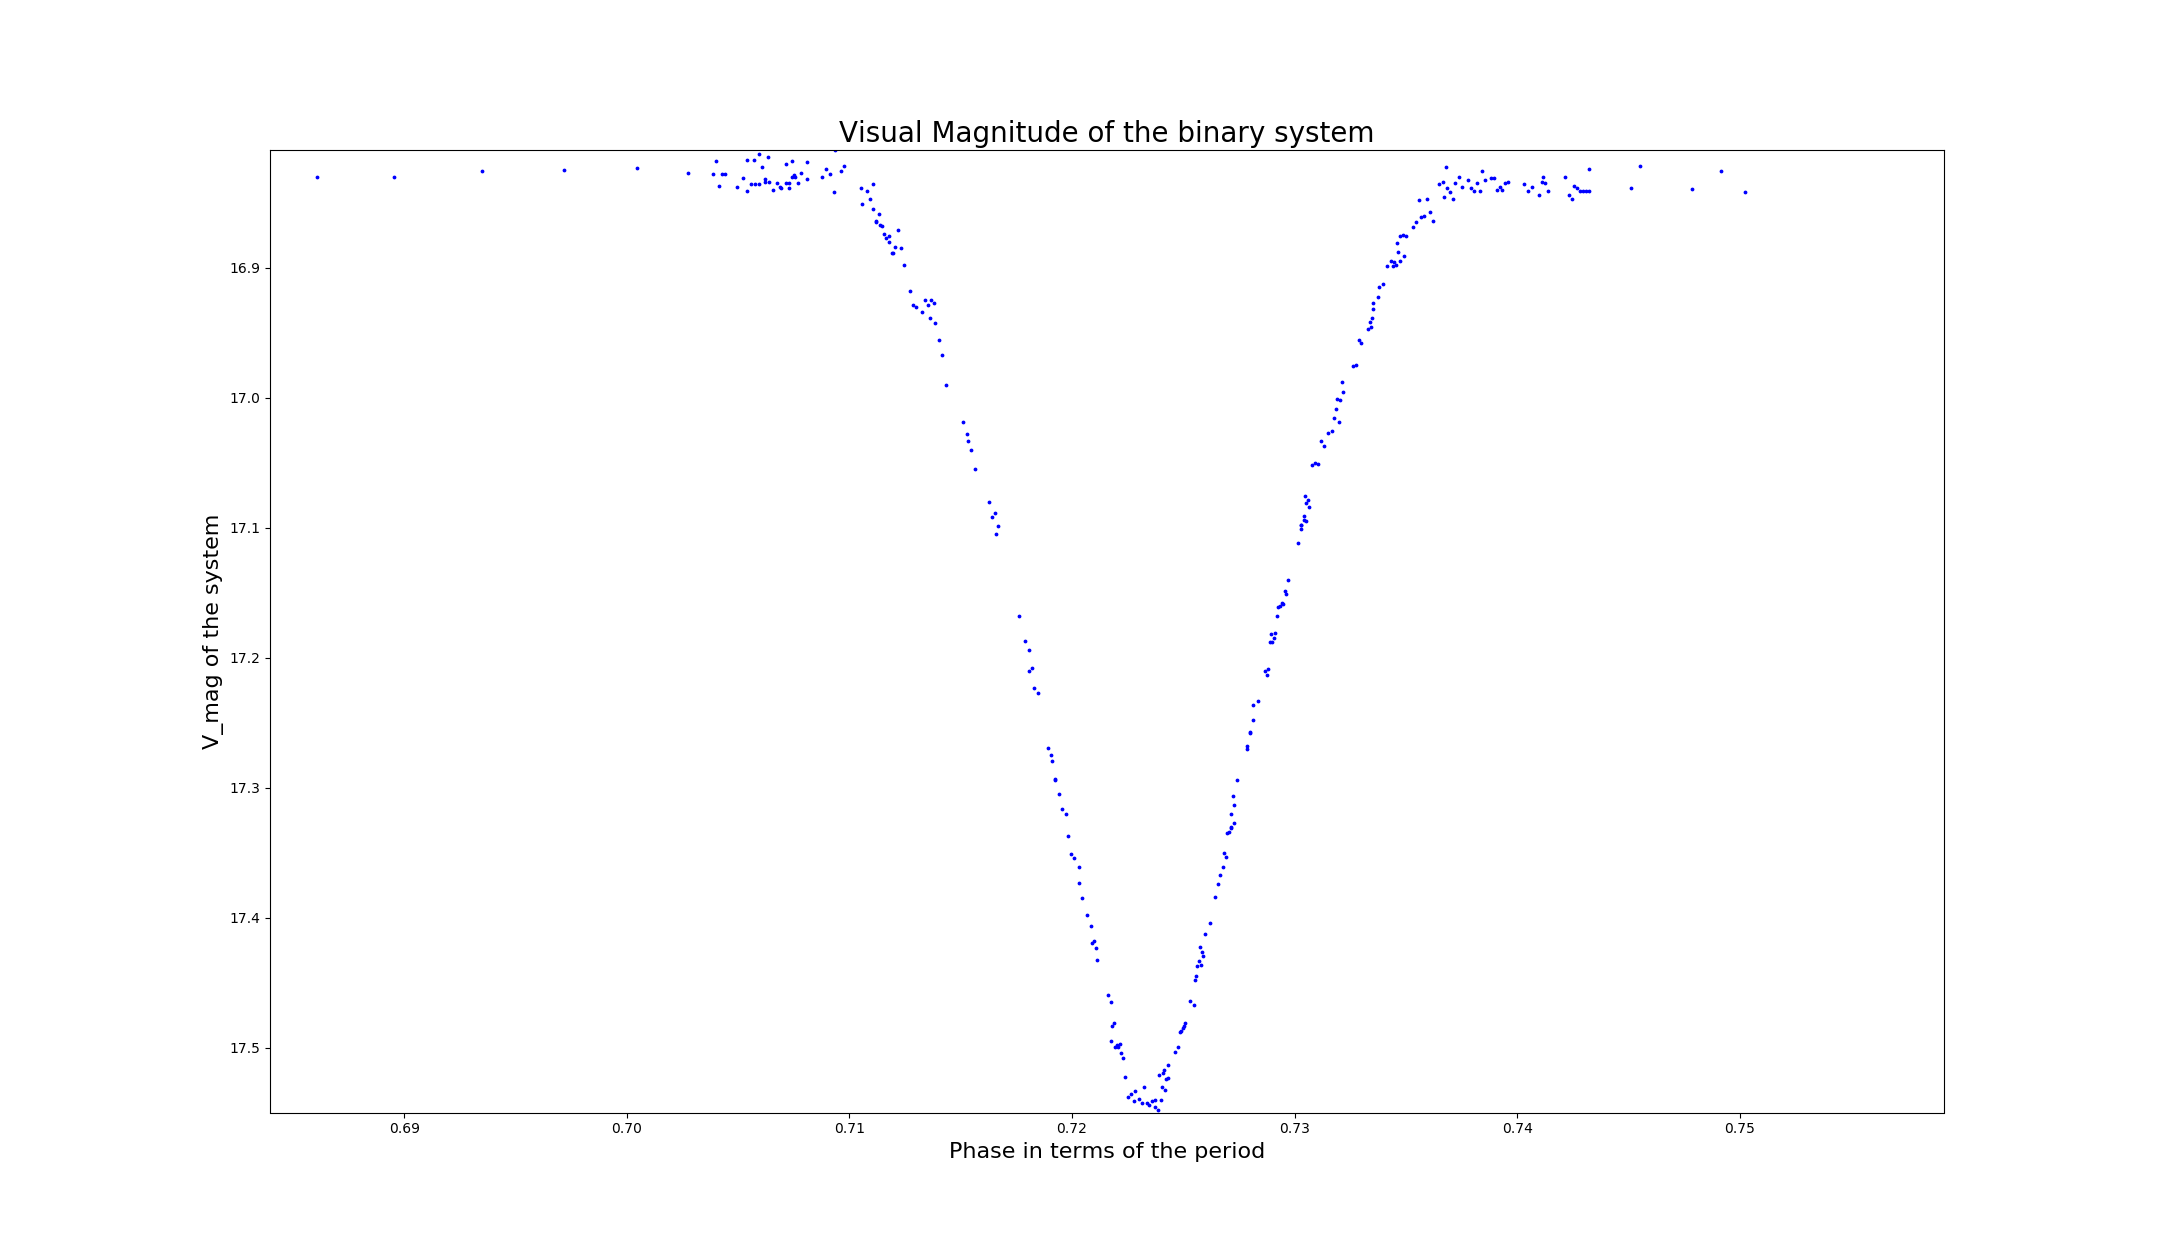 Visual Magnitude of the binary system
V_mag of the system
16.9
17.0
17.1
17.2
17.3
17.4
17.5
0.69 0.70 0.71 0.72 0.73 0.74 0.75
Phase in terms of the period